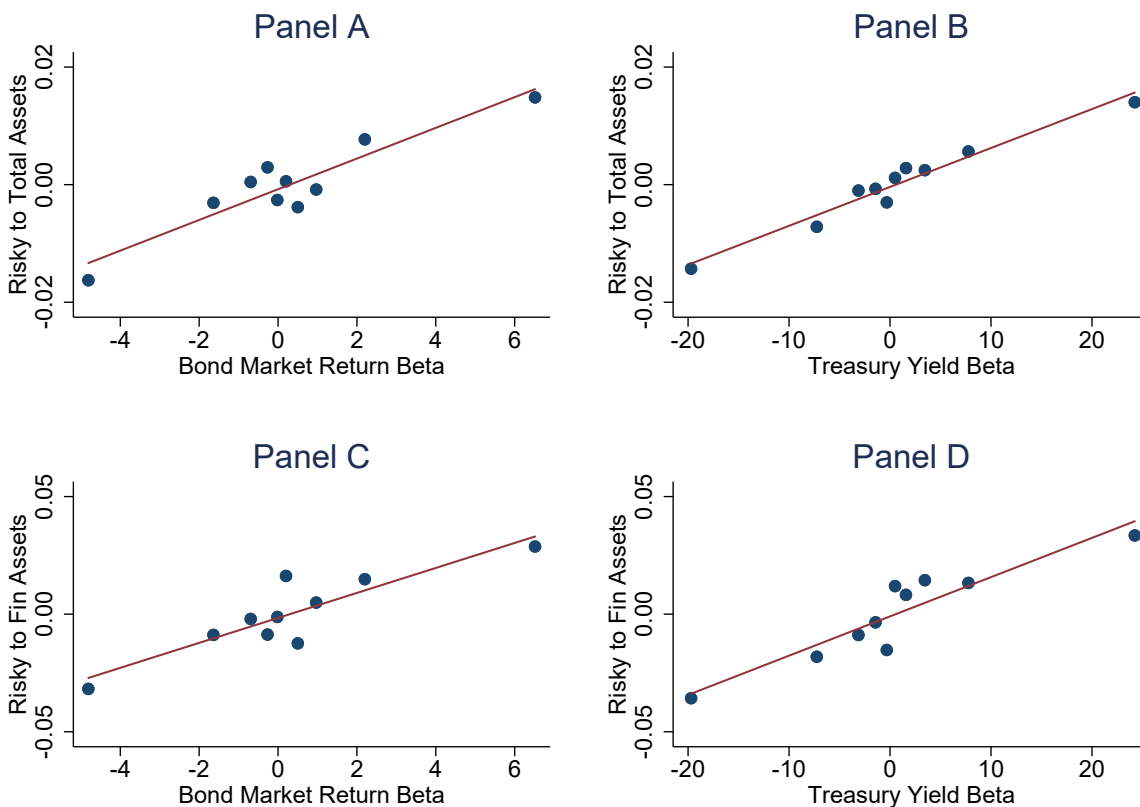 Panel A
Risky to Total Assets
0.02
0.00
-0.02
-4
-2
0
2
4
6
Bond Market Return Beta
Panel B
Risky to Total Assets
0.02
0.00
-0.02
-20
-10
0
10
20
Treasury Yield Beta
Panel C
Risky to Fin Assets
0.05
0.00
-0.05
-4
-2
0
2
4
6
Bond Market Return Beta
Panel D
Risky to Fin Assets
0.05
0.00
-0.05
-20
-10
0
10
20
Treasury Yield Beta